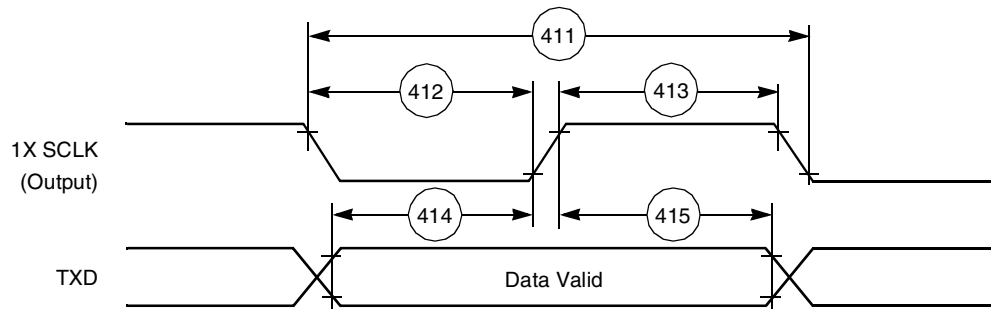 411
412
413
1X SCLK
(Output)
414
415
TXD
Data Valid